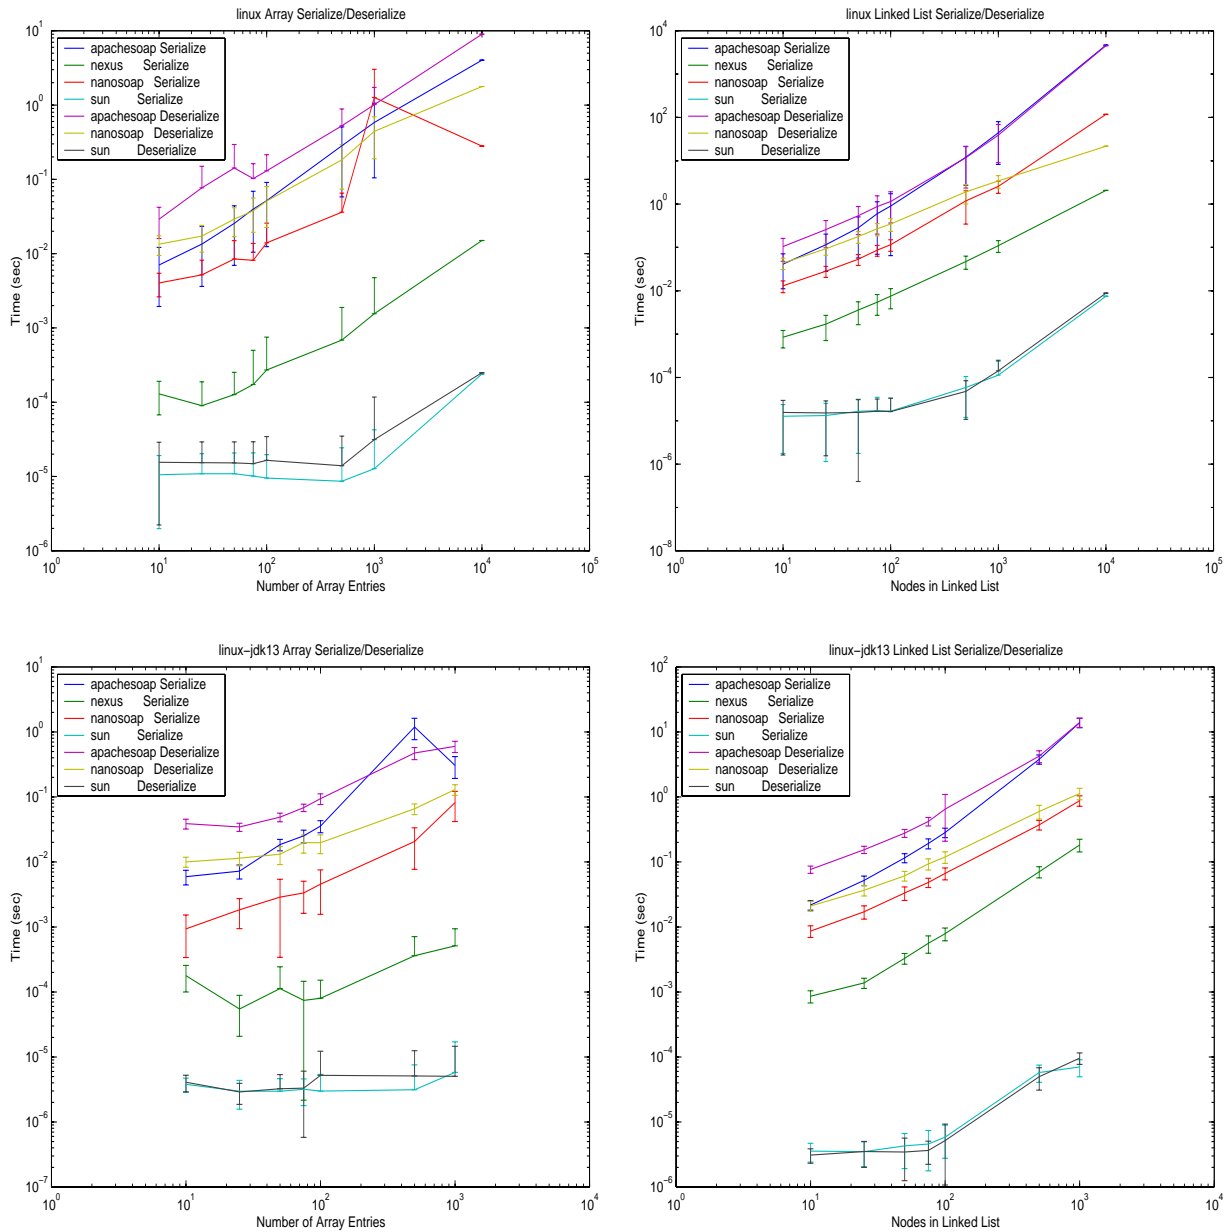 linux Array Serialize/Deserialize
10^1
10^0
10^-1
10^-2
10^-3
10^-4
10^-5
10^-6
Time (sec)
apachesoap Serialize
nexus Serialize
nanosoap Serialize
sun Serialize
apachesoap Deserialize
nanosoap Deserialize
sun Deserialize
10^0 10^1 10^2 10^3 10^4 10^5
Number of Array Entries
linux Linked List Serialize/Deserialize
10^4
10^2
10^0
10^-2
10^-4
10^-6
10^-8
Time (sec)
apachesoap Serialize
nexus Serialize
nanosoap Serialize
sun Serialize
apachesoap Deserialize
nanosoap Deserialize
sun Deserialize
10^0 10^1 10^2 10^3 10^4 10^5
Nodes in Linked List
linux-jdk13 Array Serialize/Deserialize
10^1
10^0
10^-1
10^-2
10^-3
10^-4
10^-5
10^-6
10^-7
Time (sec)
apachesoap Serialize
nexus Serialize
nanosoap Serialize
sun Serialize
apachesoap Deserialize
nanosoap Deserialize
sun Deserialize
10^0 10^1 10^2 10^3 10^4
Number of Array Entries
linux-jdk13 Linked List Serialize/Deserialize
10^2
10^1
10^0
10^-1
10^-2
10^-3
10^-4
10^-5
10^-6
Time (sec)
apachesoap Serialize
nexus Serialize
nanosoap Serialize
sun Serialize
apachesoap Deserialize
nanosoap Deserialize
sun Deserialize
10^0 10^1 10^2 10^3 10^4
Nodes in Linked List